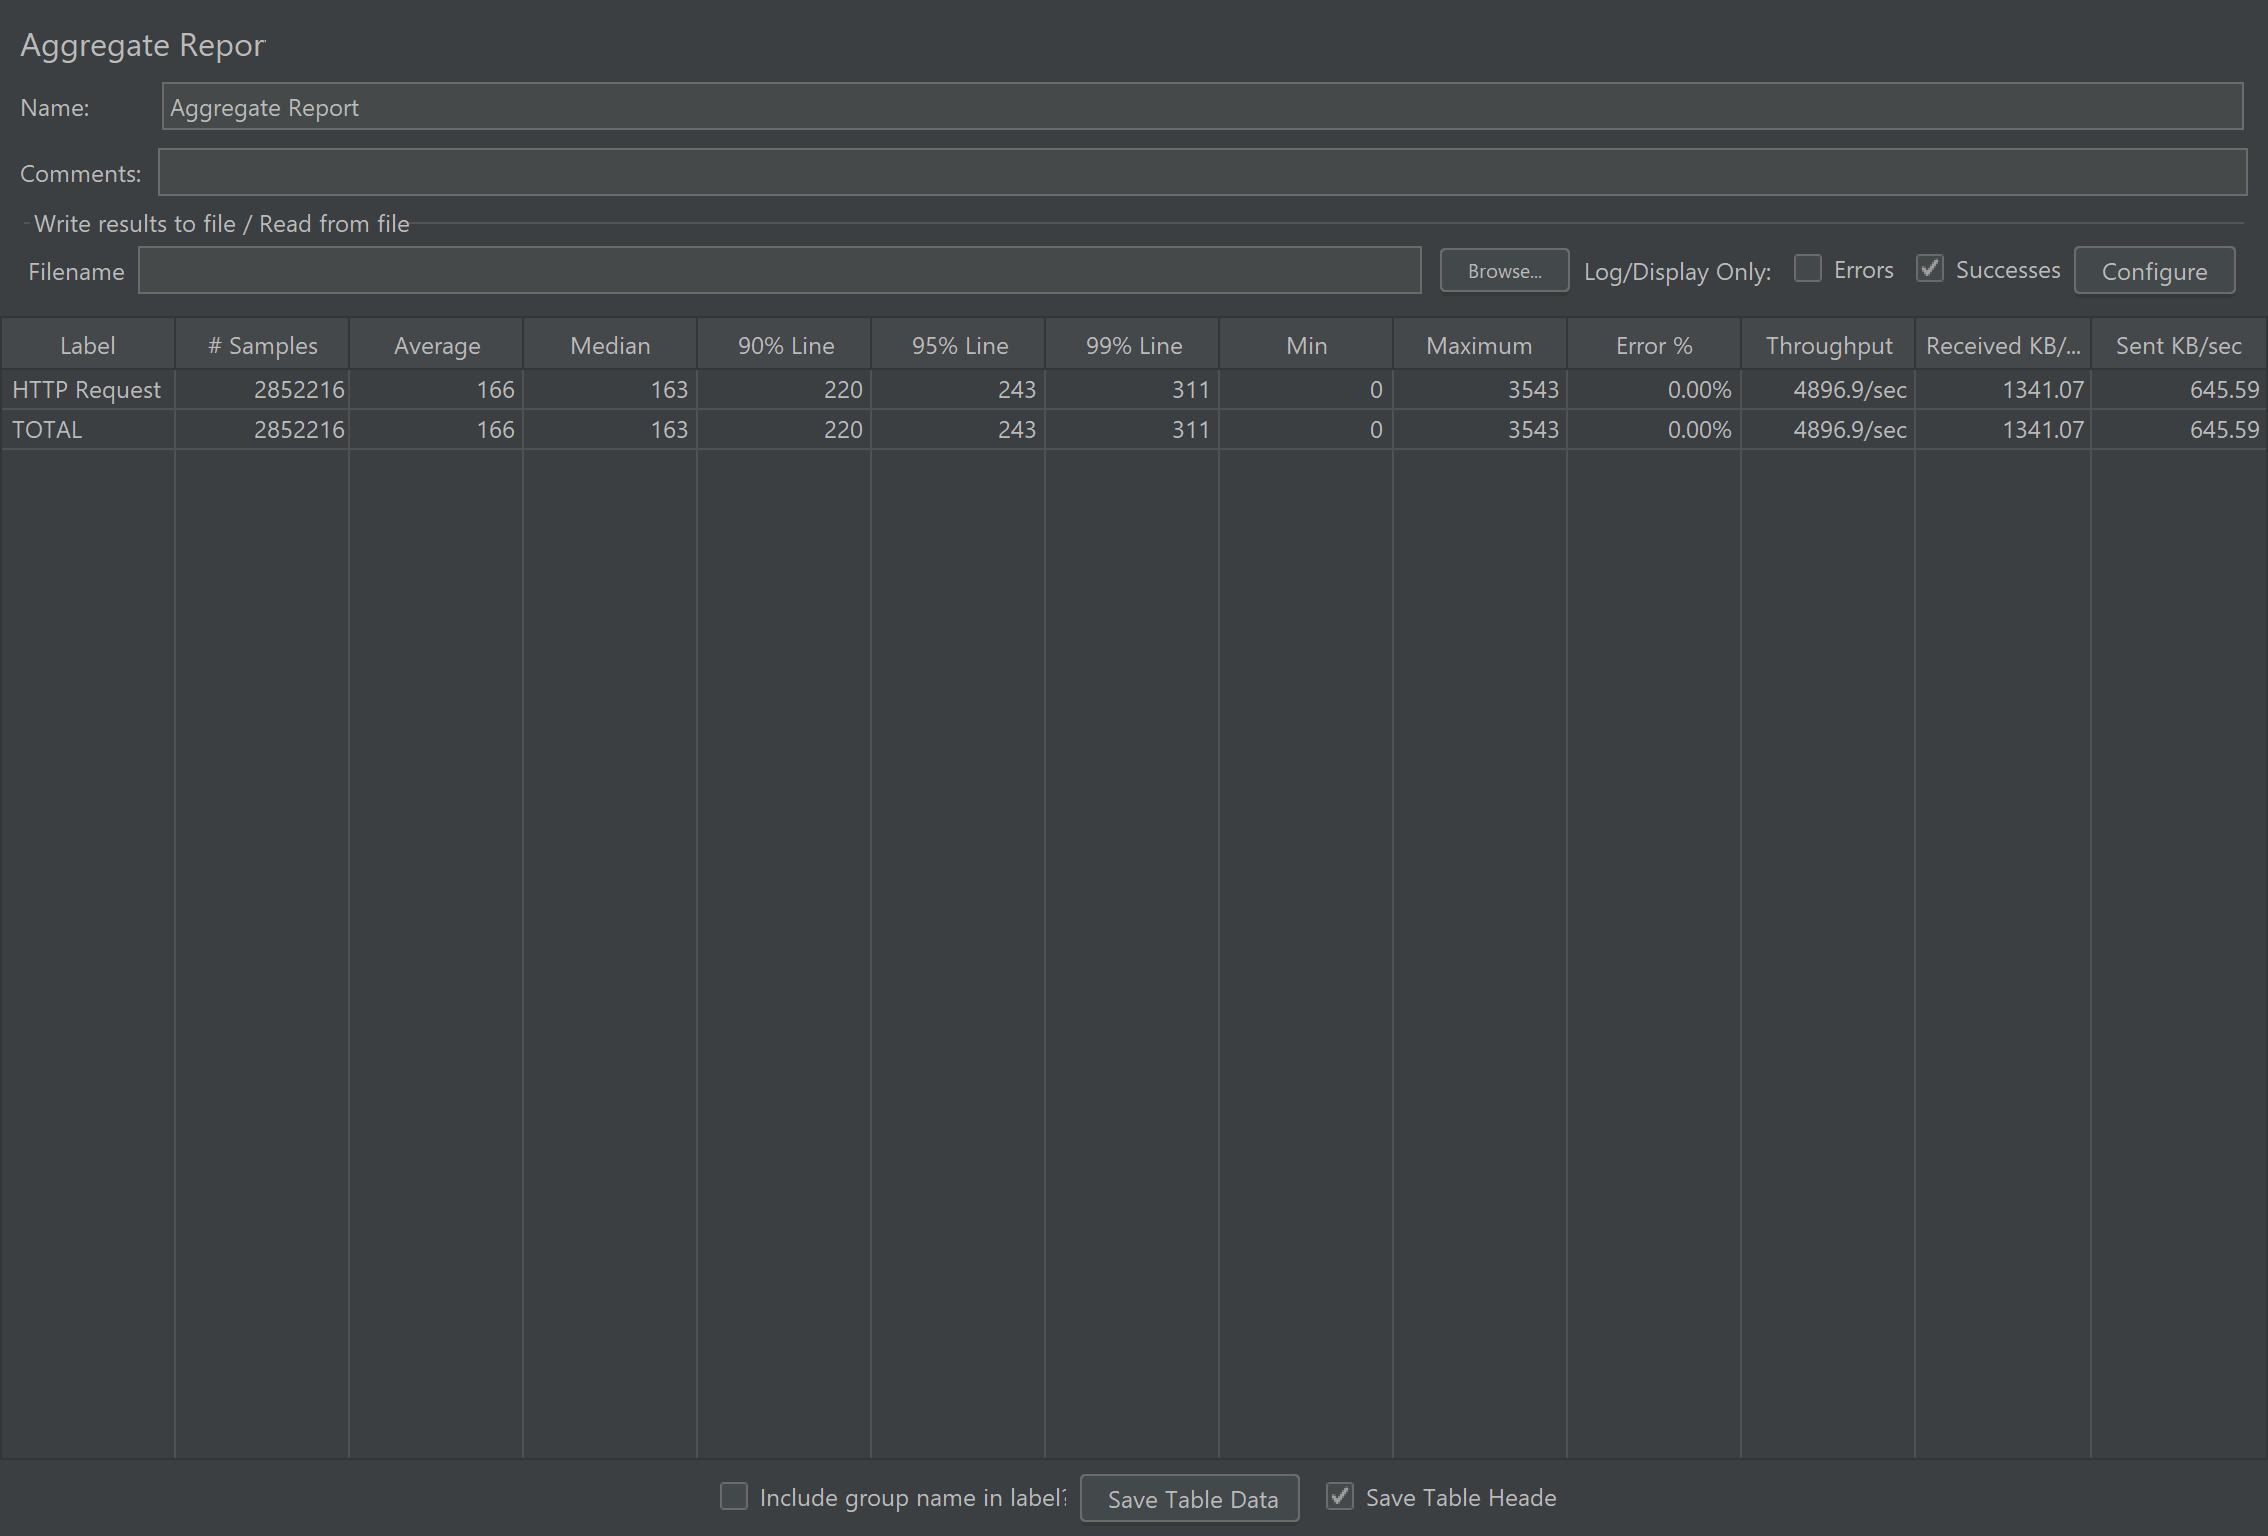 Aggregate Repor
Name: Aggregate Report
Comments:
Write results to file / Read from file
Filename Browse... Log/Display Only: Errors Successes Configure
Label # Samples Average Median 90% Line 95% Line 99% Line Min Maximum Error % Throughput Received KB/... Sent KB/sec
HTTP Request 2852216 166 163 220 243 311 0 3543 0.00% 4896.9/sec 1341.07 645.59
TOTAL 2852216 166 163 220 243 311 0 3543 0.00% 4896.9/sec 1341.07 645.59
Include group name in label? Save Table Data Save Table Heade